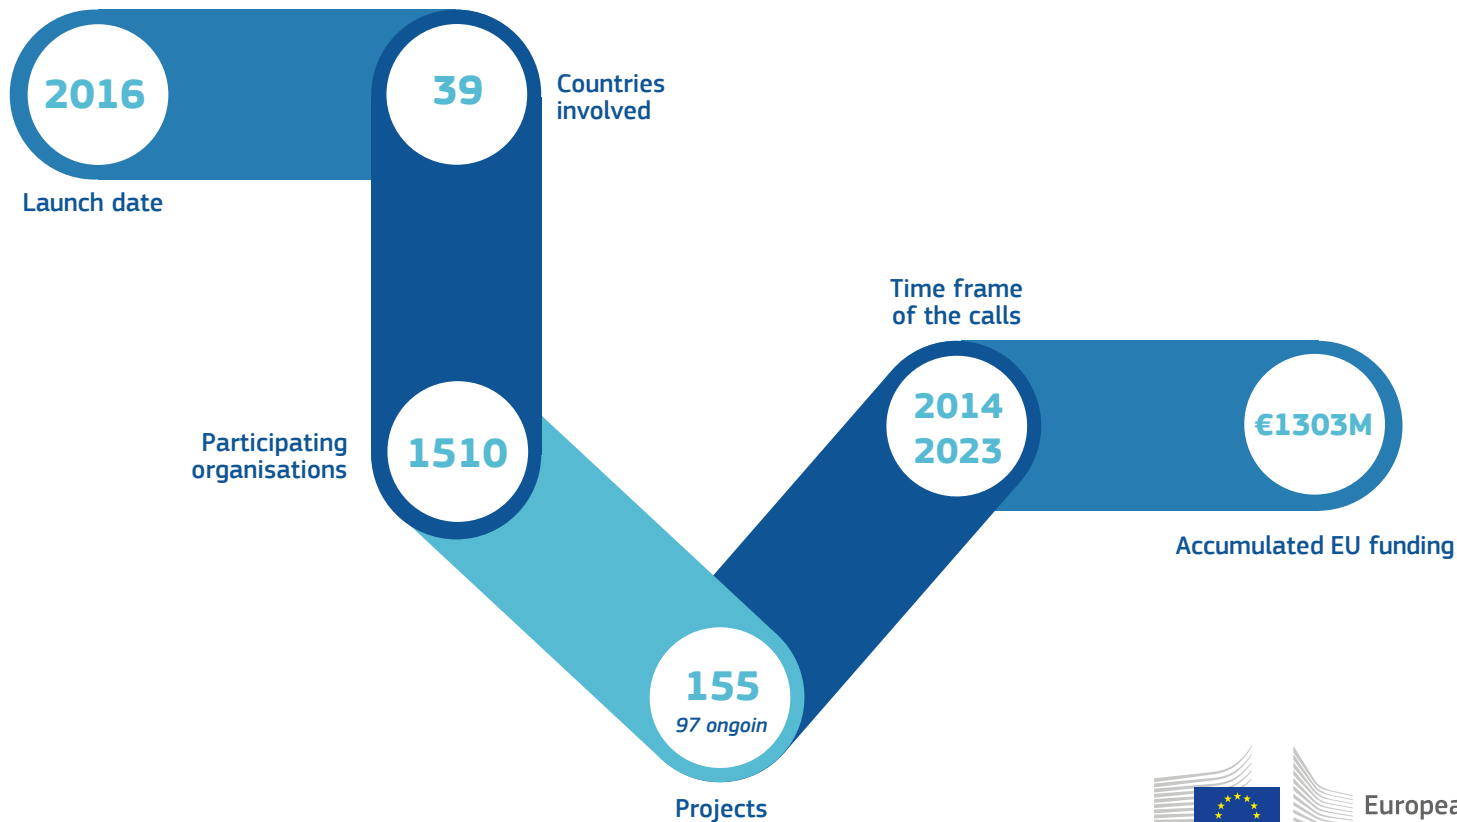 2016
Launch date
39
Countries
involved
Participating
organisations
1510
155
97 ongoin
Projects
Time frame
of the calls
2014
2023
€1303M
Accumulated EU funding
Europea